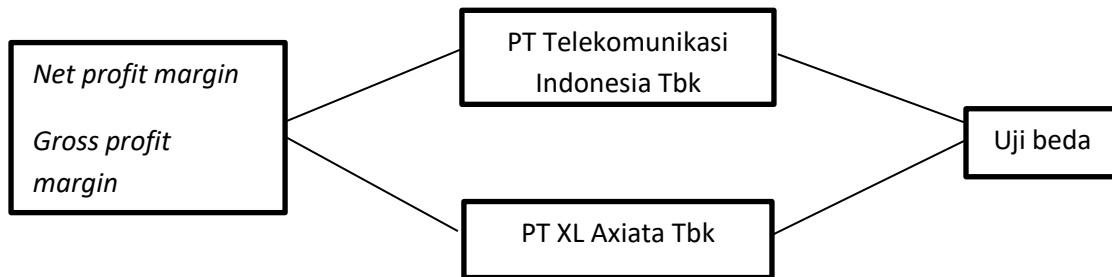 Net profit margin
Gross profit
margin
PT Telekomunikasi
Indonesia Tbk
PT XL Axiata Tbk
Uji beda